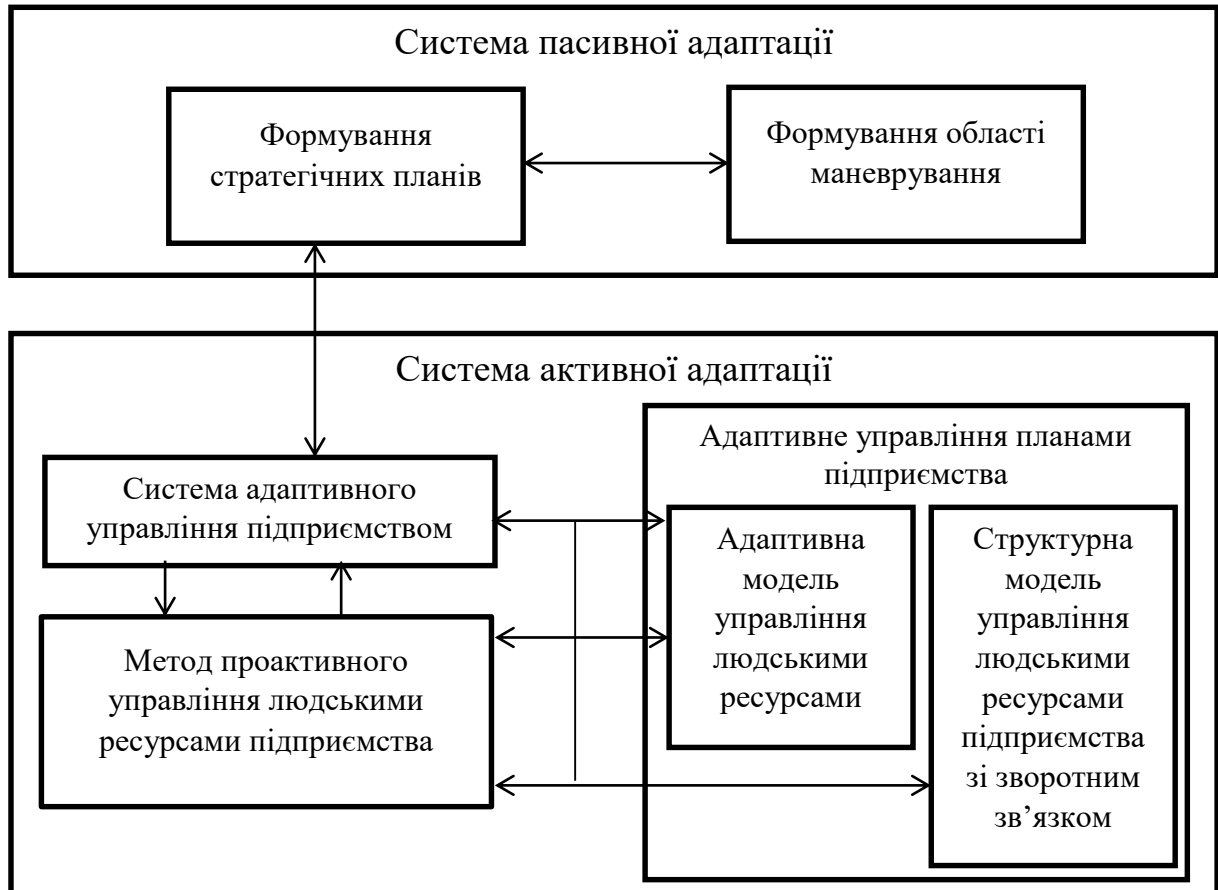 Система пасивної адаптації
Формування
стратегічних планів
Формування області
маневрування
Система активної адаптації
Система адаптивного
управління підприємством
Метод проактивного
управління людськими
ресурсами підприємства
Адаптивне управління планами
підприємства
Адаптивна
модель
управління
людськими
ресурсами
Структурна
модель
управління
людськими
ресурсами
підприємства
зі зворотним
зв’язком